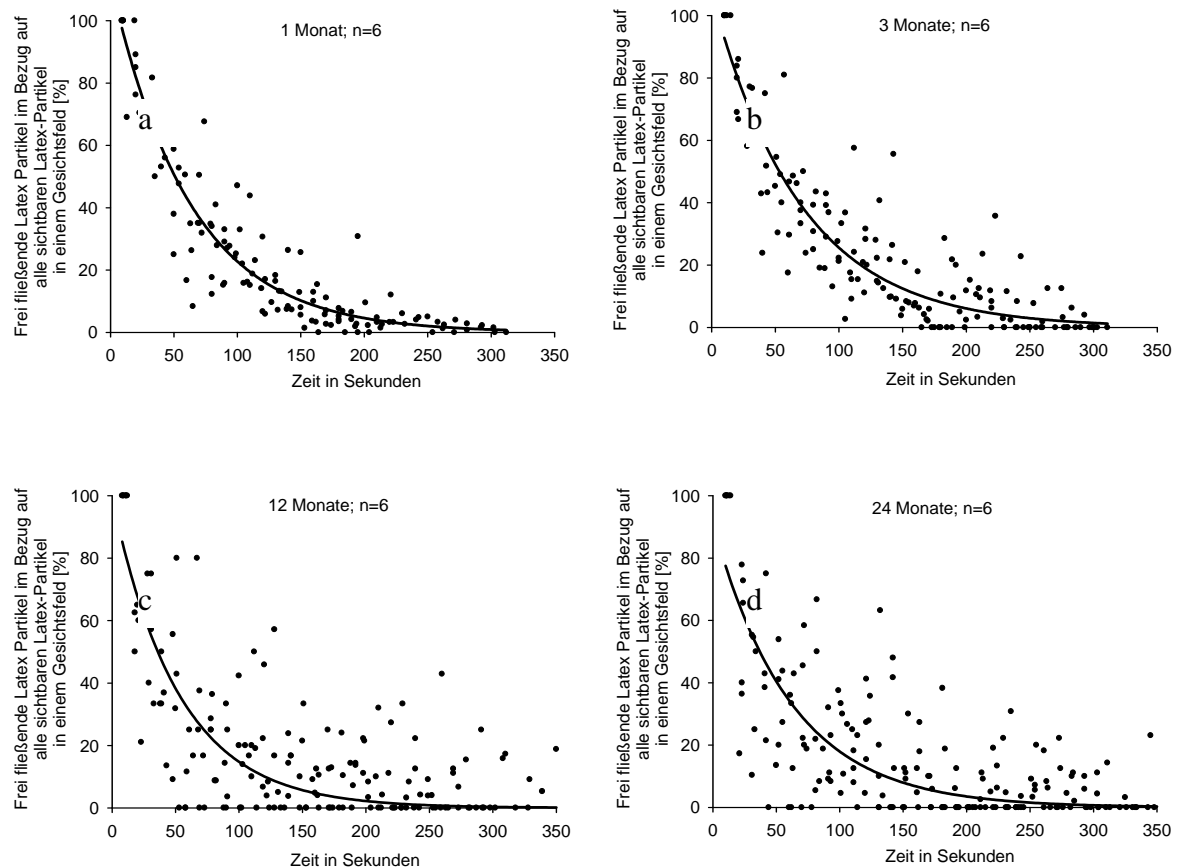 Frei fließende Latex Partikel im Bezug auf
alle sichtbaren Latex-Partikel
in einem Gesichtsfeld [%]
1 Monat; n=6
100
80
a
60
40
20
0
0 50 100 150 200 250 300 350
Zeit in Sekunden
Frei fließende Latex Partikel im Bezug auf
alle sichtbaren Latex-Partikel
in einem Gesichtsfeld [%]
3 Monate; n=6
100
80
b
60
40
20
0
0 50 100 150 200 250 300 350
Zeit in Sekunden
Frei fließende Latex Partikel im Bezug auf
alle sichtbaren Latex-Partikel
in einem Gesichtsfeld [%]
12 Monate; n=6
100
80
c
60
40
20
0
0 50 100 150 200 250 300 350
Zeit in Sekunden
Frei fließende Latex Partikel im Bezug auf
alle sichtbaren Latex-Partikel
in einem Gesichtsfeld [%]
24 Monate; n=6
100
80
d
60
40
20
0
0 50 100 150 200 250 300 350
Zeit in Sekunden